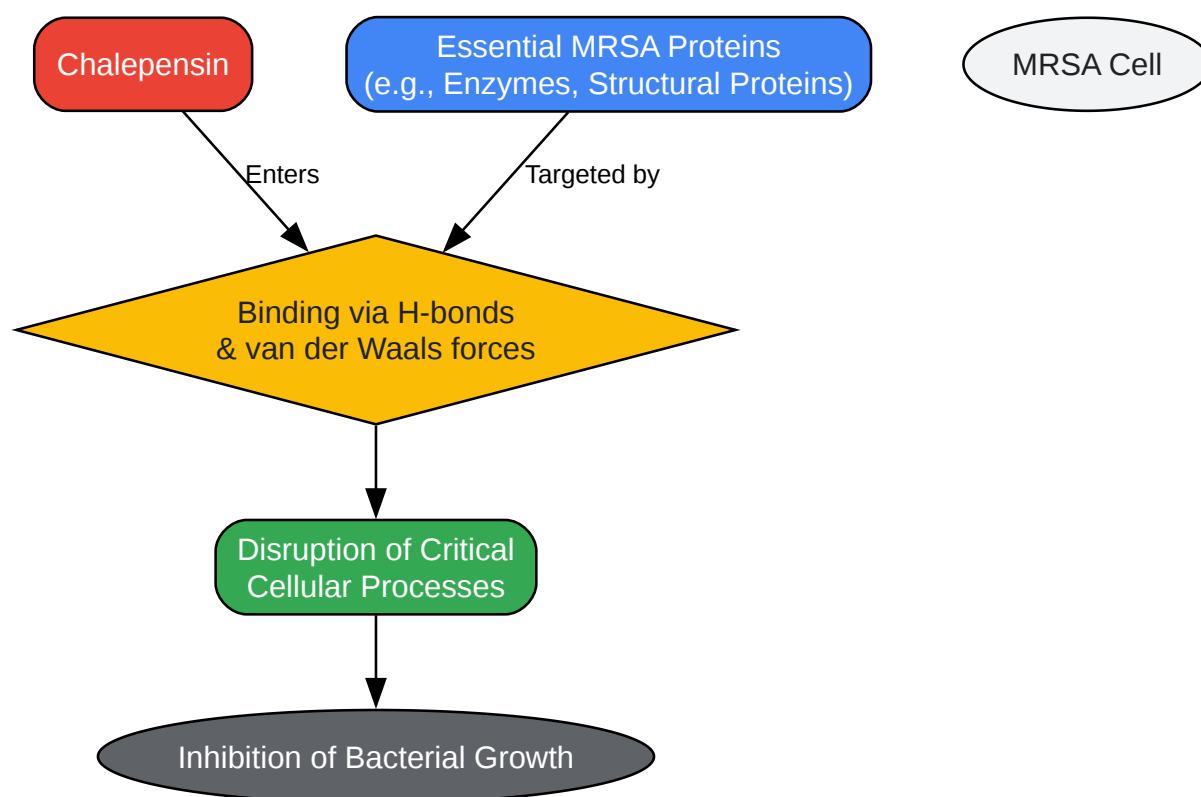 Chalepensin
Essential MRSA Proteins
(e.g., Enzymes, Structural Proteins)
MRSA Cell
Enters
Targeted by
Binding via H-bonds
& van der Waals forces
Disruption of Critical
Cellular Processes
Inhibition of Bacterial Growth